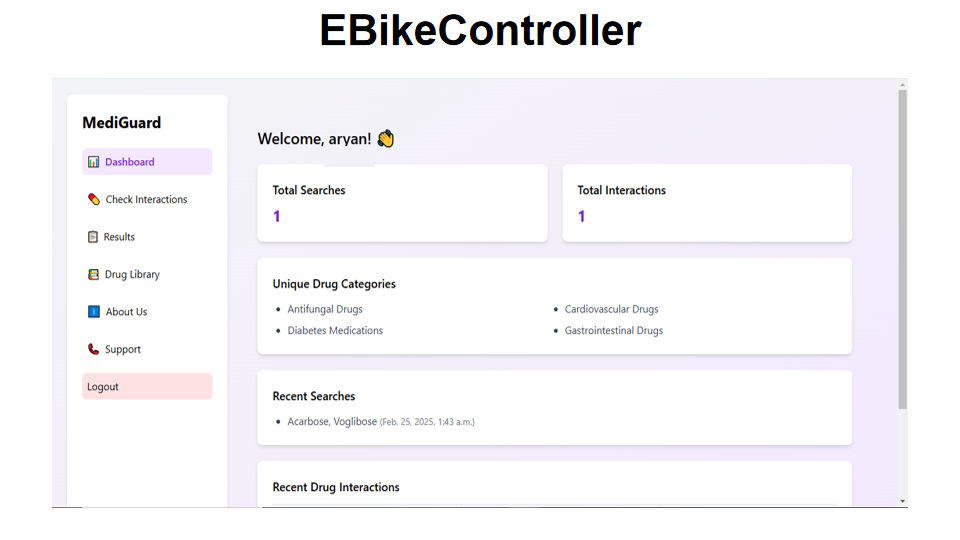 EBikeController
MediGuard
Dashboard
Check Interactions
Results
Drug Library
About Us
Support
Logout
Welcome, aryan! 👋
Total Searches
1
Total Interactions
1
Unique Drug Categories
Antifungal Drugs
Cardiovascular Drugs
Diabetes Medications
Gastrointestinal Drugs
Recent Searches
Acarbose, Voglibose (Feb. 25, 2025, 1:43 a.m.)
Recent Drug Interactions